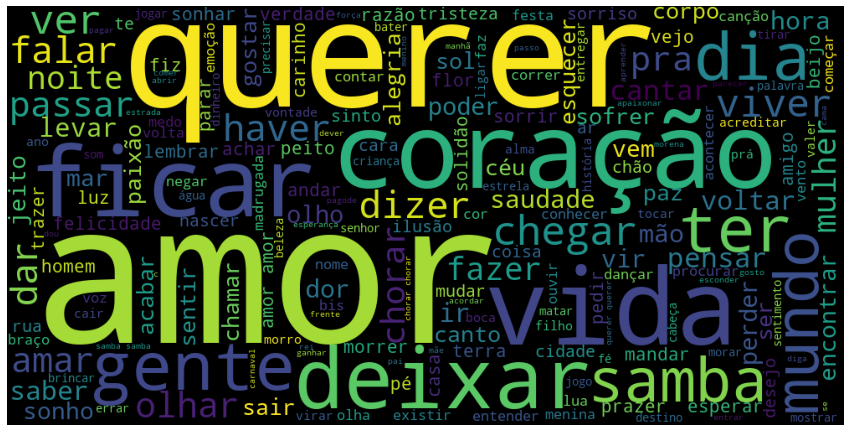 ver
te
jogar
sonhar
verdade
razão
tristeza
sorriso
festa
canção
hora
querer
falar
fiz
emoção
gostar
carinho
precisar
bater
alegria
manhã
sol
ligar
faz
vejo
corpo
esquecer
entregar
pra
dia
beijo
tirar
começar
pagar
força
passo
aprender
noite
parar
contar
flor
correr
cantar
palavra
passar
comer
abrir
dinheiro
estrada
medo
volta
vontade
sinto
dever
sorrir
poder
apaixonar
sofrer
viver
acreditar
levar
paixão
haver
coração
ano
som
lembrar
achar
peito
cara
criança
solidão
alma
céu
ar
vem
chão
história
morena
prá
acontecer
amigo
vento
valer
casa
mulher
ficar
mar
negar
andar
madrugada
estrela
dizer
saudade
paz
voltar
luz
água
pagode
trazer
felicidade
nascer
esperança
senhor
olho
cor
conhecer
tocar
mão
ter
dar jeito
dou
beleza
ilusão
chegar
pensar
gosto
esconder
homem
voz
cair
acabar
sentir
chamar
amor amor
nome
bis
frente
dor
chorar
chorar chorar
acordar
mudar
fazer
coisa
ouvir
dançar
vir
procurar
querer querer
sentimento
encontrar
amor
vida
mundo
rua
braço
samba samba
morro
ir
canto
matar
filho
pedir
cabeça
perder
ser
amar
gente
carnaval
ganhar
rei
morrer
pai
mãe
casa
boca
terra
cidade
fé
mandar
morar
diga
desejo
saber
brincar
olhar
deixar
pé
lua
jogo
samba
sonho
errar
sair
virar
olha
existir
entender
menina
prazer
destino
esperar
entrar
se
mostrar